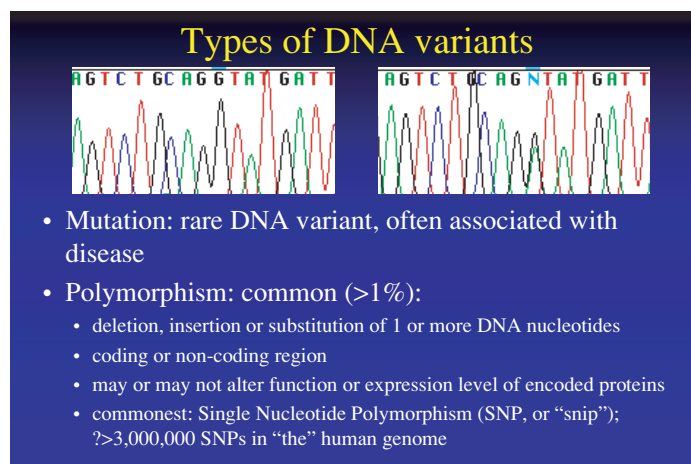 Types of DNA variants
AGTCTGCAGGTATGATT
AGTCTGCAGNTATGATT
• Mutation: rare DNA variant, often associated with
disease
• Polymorphism: common (>1%):
• deletion, insertion or substitution of 1 or more DNA nucleotides
• coding or non-coding region
• may or may not alter function or expression level of encoded proteins
• commonest: Single Nucleotide Polymorphism (SNP, or “snip”);
?>3,000,000 SNPs in “the” human genome